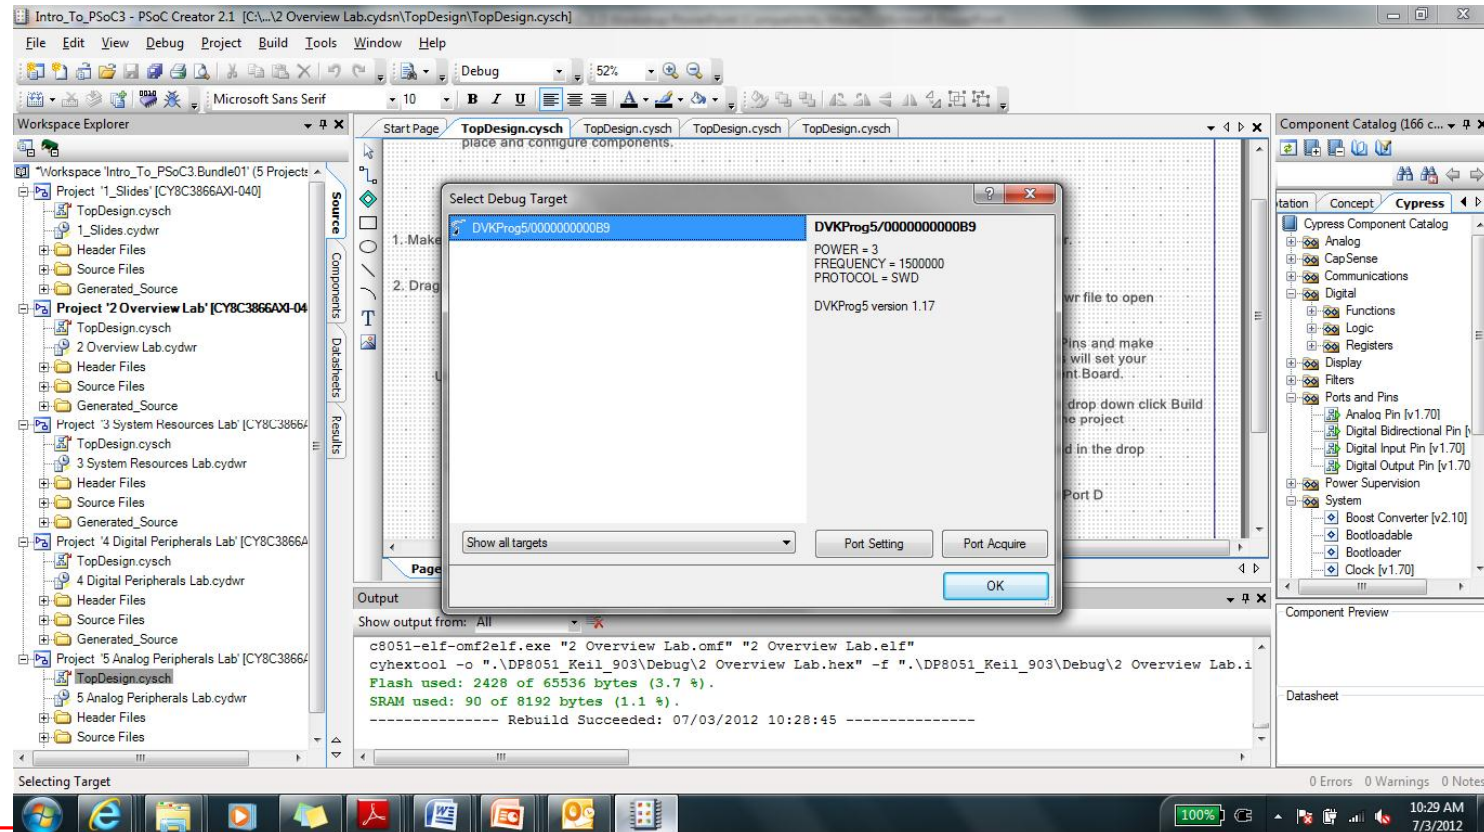 Intro_To_PSoC3 - PSoC Creator 2.1 [C:\...\2 Overview Lab.cydsn\TopDesign\TopDesign.cysch]
File Edit View Debug Project Build Tools Window Help
Debug 52%
Microsoft Sans Serif 10 B I U A
Workspace Explorer
"Workspace 'Intro_To_PSoC3.Bundle01' (5 Projects
Project '1_Slides' [CY8C3866AXI-040]
TopDesign.cysch
1_Slides.cydwr
Header Files
Source Files
Generated_Source
Project '2 Overview Lab' [CY8C3866AXI-04
TopDesign.cysch
2 Overview Lab.cydwr
Header Files
Source Files
Generated_Source
Project '3 System Resources Lab' [CY8C3866A
TopDesign.cysch
3 System Resources Lab.cydwr
Header Files
Source Files
Generated_Source
Project '4 Digital Peripherals Lab' [CY8C3866A
TopDesign.cysch
4 Digital Peripherals Lab.cydwr
Header Files
Source Files
Generated_Source
Project '5 Analog Peripherals Lab' [CY8C3866A
TopDesign.cysch
5 Analog Peripherals Lab.cydwr
Header Files
Source Files
Source
Components
Datasheets
Results
Start Page TopDesign.cysch TopDesign.cysch TopDesign.cysch TopDesign.cysch
place and configure components.
1. Make
2. Drag
T
r.
wr file to open
Pins and make
will set your
nt Board.
drop down click Build
he project
d in the drop
Port D
Page
Select Debug Target
DVKProg5/0000000000B9
DVKProg5/0000000000B9
POWER = 3
FREQUENCY = 1500000
PROTOCOL = SWD
DVKProg5 version 1.17
Show all targets
Port Setting
Port Acquire
OK
Output
Show output from: All
c8051-elf-omf2elf.exe "2 Overview Lab.omf" "2 Overview Lab.elf"
cyhextool -o ".\DP8051_Keil_903\Debug\2 Overview Lab.hex" -f ".\DP8051_Keil_903\Debug\2 Overview Lab.i
Flash used: 2428 of 65536 bytes (3.7 %).
SRAM used: 90 of 8192 bytes (1.1 %).
--------------- Rebuild Succeeded: 07/03/2012 10:28:45 ---------------
Component Catalog (166 c...
tation Concept Cypress
Cypress Component Catalog
Analog
CapSense
Communications
Digital
Functions
Logic
Registers
Display
Filters
Ports and Pins
Analog Pin [v1.70]
Digital Bidirectional Pin [v
Digital Input Pin [v1.70]
Digital Output Pin [v1.70
Power Supervision
System
Boost Converter [v2.10]
Bootloadable
Bootloader
Clock [v1.70]
Component Preview
Datasheet
Selecting Target
0 Errors 0 Warnings 0 Notes
100%
10:29 AM
7/3/2012